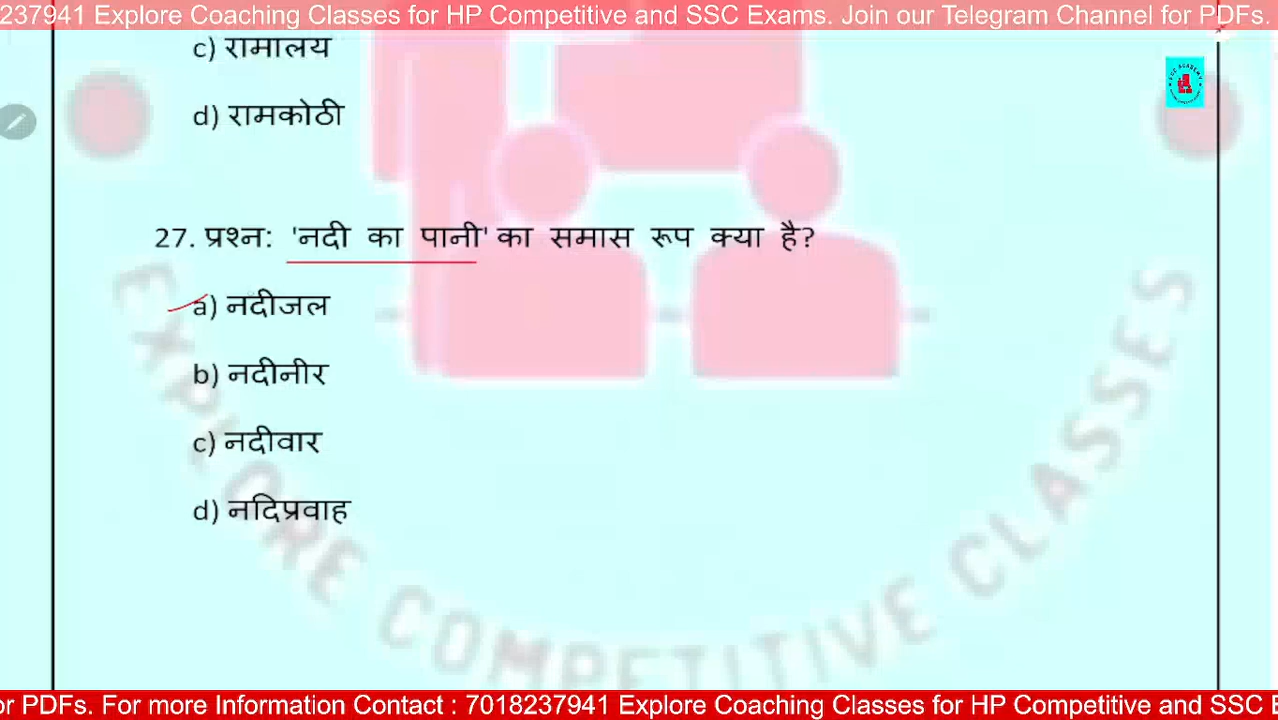 237941 Explore Coaching Classes for HP Competitive and SSC Exams. Join our Telegram Channel for PDFs.
c) रामालय
d) रामकोठी
27. प्रश्न: 'नदी का पानी' का समास रूप क्या है?
a) नदीजल
b) नदीनीर
c) नदीवार
d) नदिप्रवाह
EXPLORE COMPETITIVE CLASSES
or PDFs. For more Information Contact : 7018237941 Explore Coaching Classes for HP Competitive and SSC E